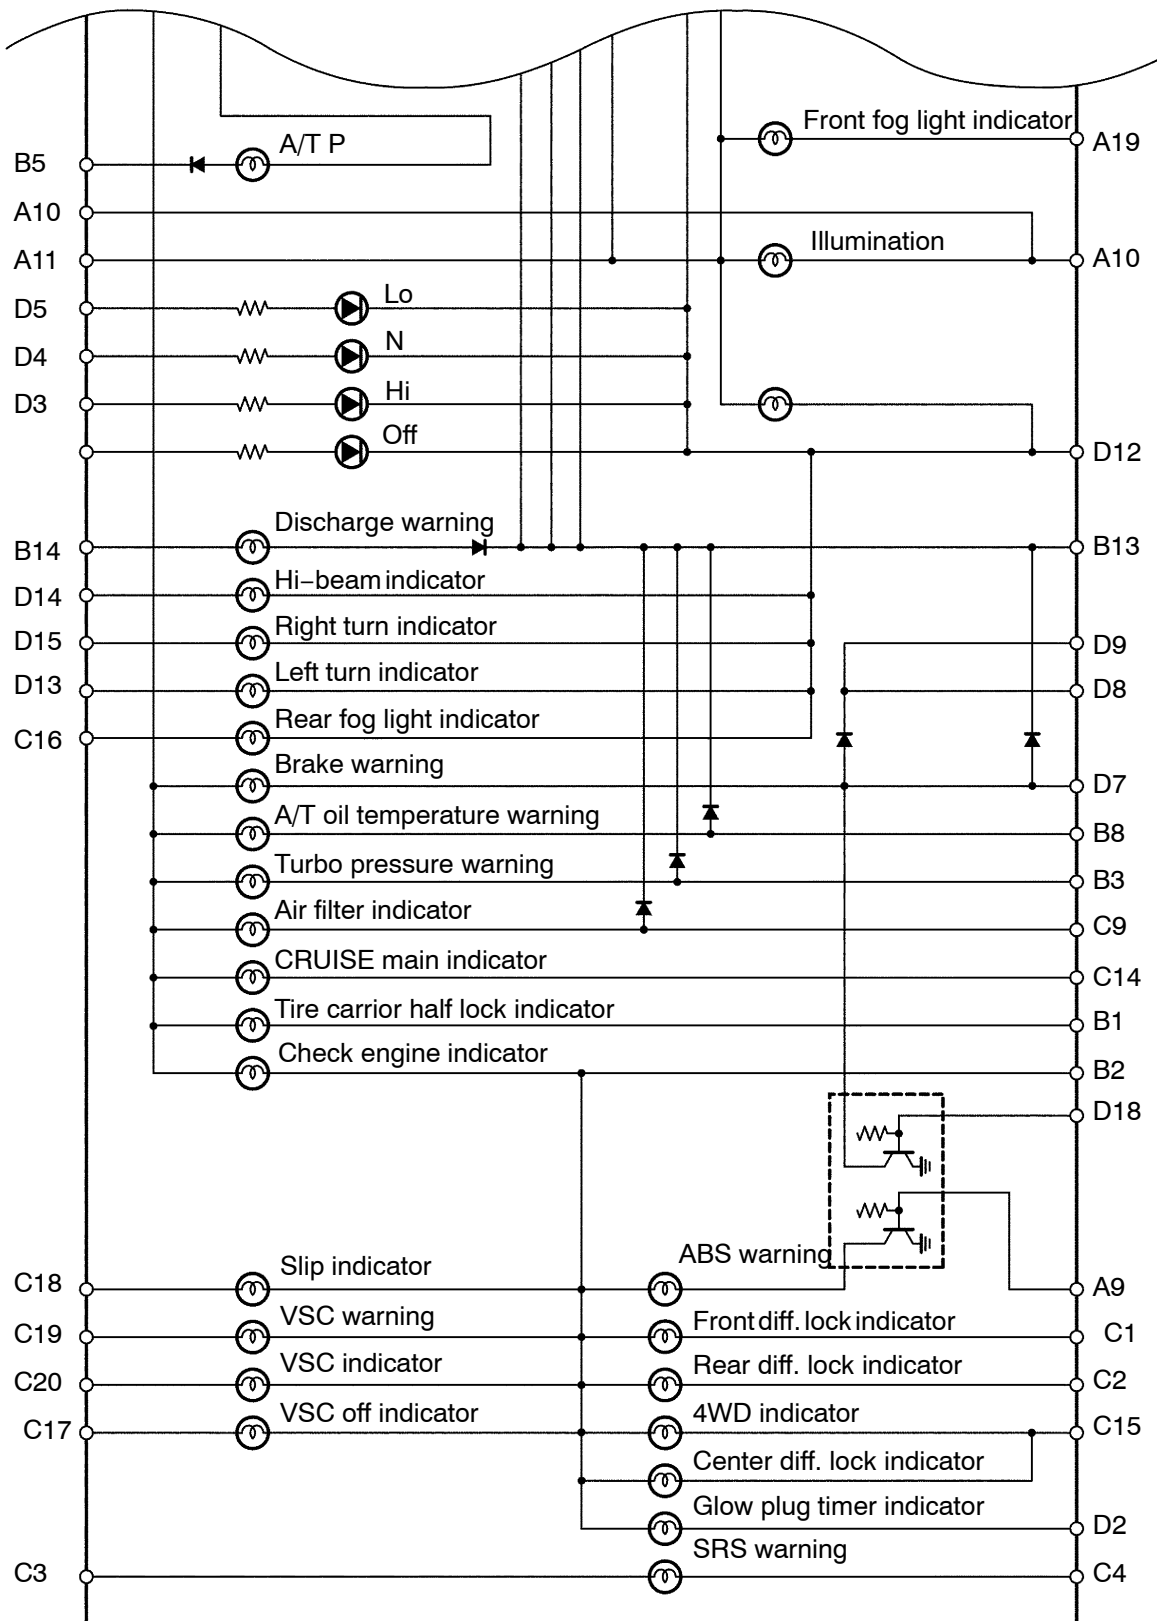 Front fog light indicator
A19
A/T P
B5
A10
Illumination
A11
A10
Lo
D5
N
D4
Hi
D3
Off
D12
Discharge warning
B14
B13
Hi–beam indicator
D14
Right turn indicator
D15
D9
Left turn indicator
D13
D8
Rear fog light indicator
C16
Brake warning
D7
A/T oil temperature warning
B8
Turbo pressure warning
B3
Air filter indicator
C9
CRUISE main indicator
C14
Tire carrior half lock indicator
B1
Check engine indicator
B2
D18
ABS warning
Slip indicator
C18
A9
VSC warning
Front diff. lock indicator
C19
C1
VSC indicator
Rear diff. lock indicator
C20
C2
VSC off indicator
4WD indicator
C17
C15
Center diff. lock indicator
Glow plug timer indicator
D2
SRS warning
C3
C4